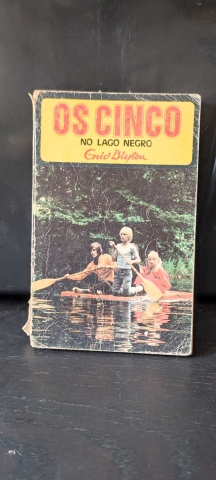 OS CINCO
NO LAGO NEGRO
Enid Blyton